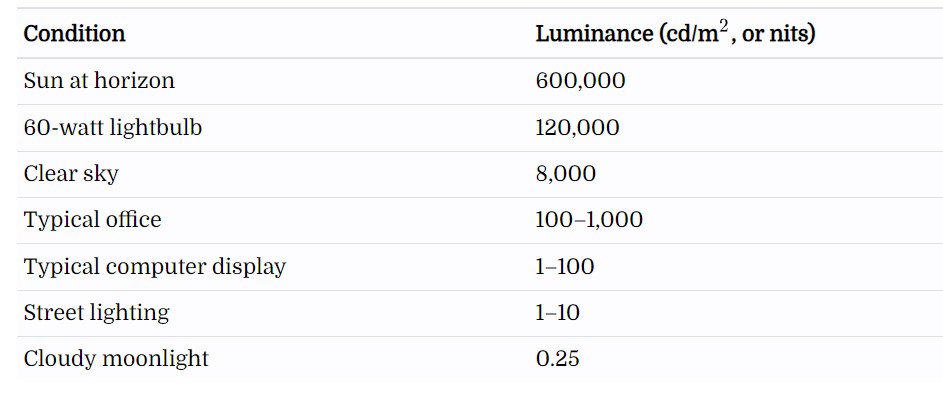 Condition Luminance (cd/m², or nits)
Sun at horizon 600,000
60-watt lightbulb 120,000
Clear sky 8,000
Typical office 100–1,000
Typical computer display 1–100
Street lighting 1–10
Cloudy moonlight 0.25